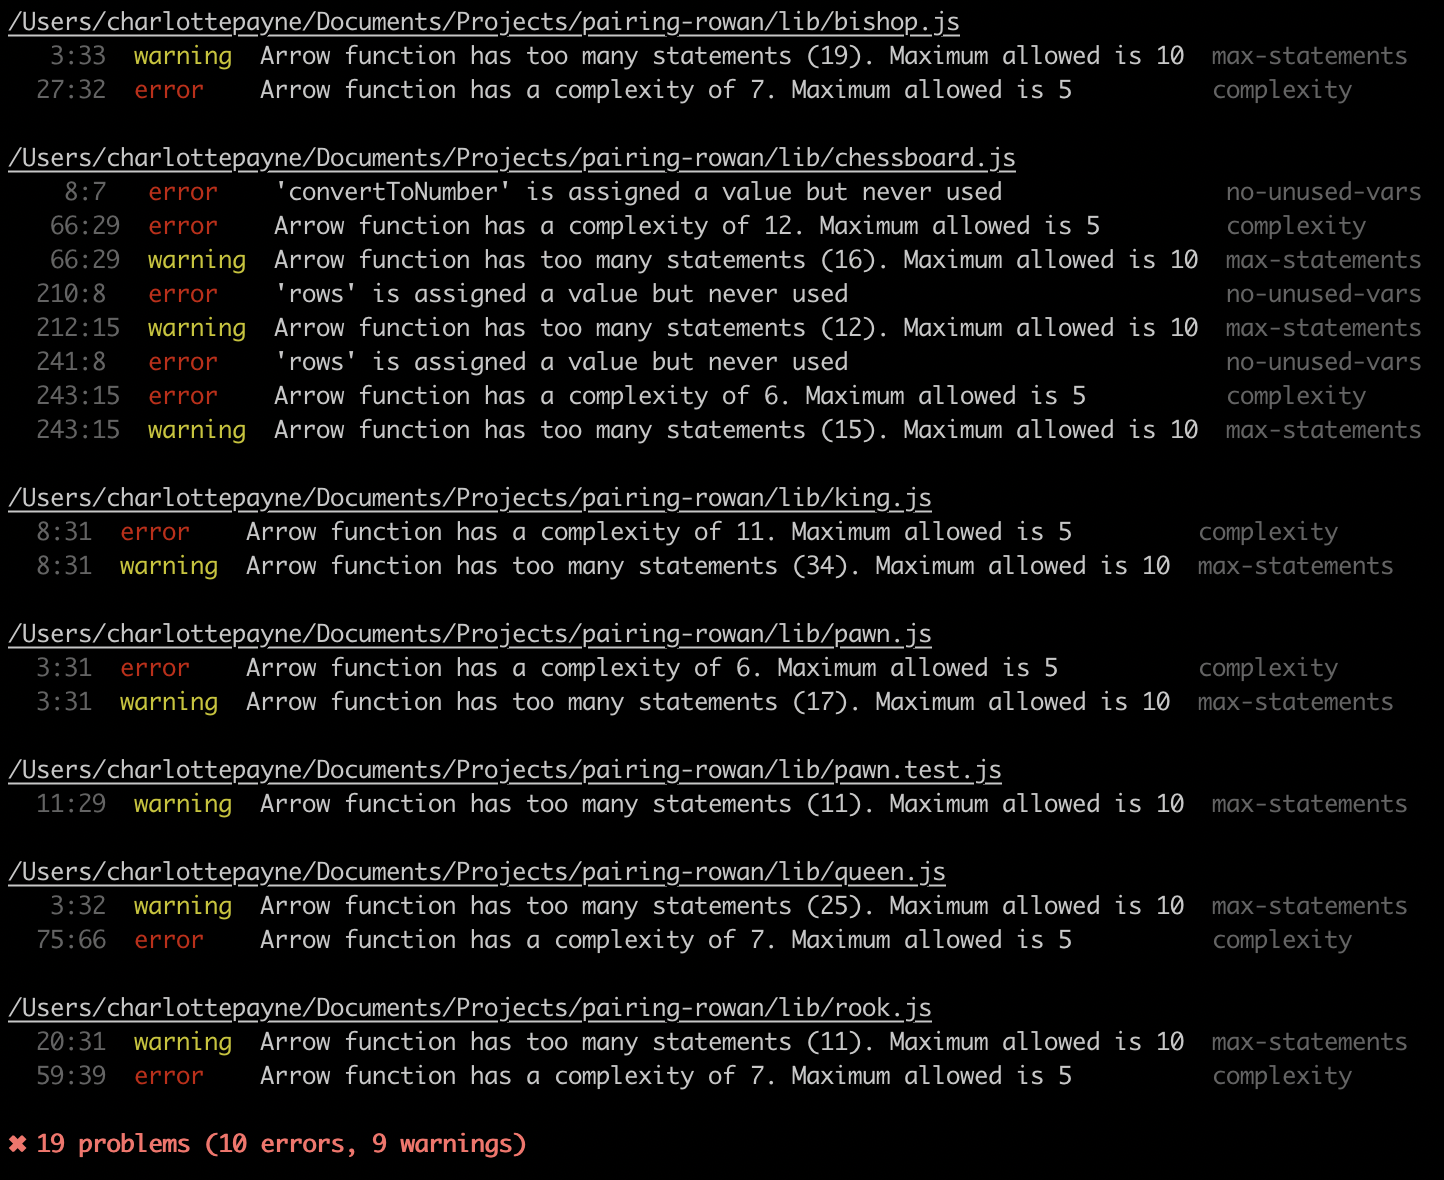 /Users/charlottepayne/Documents/Projects/pairing-rowan/lib/bishop.js
3:33 warning Arrow function has too many statements (19). Maximum allowed is 10 max-statements
27:32 error Arrow function has a complexity of 7. Maximum allowed is 5 complexity
/Users/charlottepayne/Documents/Projects/pairing-rowan/lib/chessboard.js
8:7 error 'convertToNumber' is assigned a value but never used no-unused-vars
66:29 error Arrow function has a complexity of 12. Maximum allowed is 5 complexity
66:29 warning Arrow function has too many statements (16). Maximum allowed is 10 max-statements
210:8 error 'rows' is assigned a value but never used no-unused-vars
212:15 warning Arrow function has too many statements (12). Maximum allowed is 10 max-statements
241:8 error 'rows' is assigned a value but never used no-unused-vars
243:15 error Arrow function has a complexity of 6. Maximum allowed is 5 complexity
243:15 warning Arrow function has too many statements (15). Maximum allowed is 10 max-statements
/Users/charlottepayne/Documents/Projects/pairing-rowan/lib/king.js
8:31 error Arrow function has a complexity of 11. Maximum allowed is 5 complexity
8:31 warning Arrow function has too many statements (34). Maximum allowed is 10 max-statements
/Users/charlottepayne/Documents/Projects/pairing-rowan/lib/pawn.js
3:31 error Arrow function has a complexity of 6. Maximum allowed is 5 complexity
3:31 warning Arrow function has too many statements (17). Maximum allowed is 10 max-statements
/Users/charlottepayne/Documents/Projects/pairing-rowan/lib/pawn.test.js
11:29 warning Arrow function has too many statements (11). Maximum allowed is 10 max-statements
/Users/charlottepayne/Documents/Projects/pairing-rowan/lib/queen.js
3:32 warning Arrow function has too many statements (25). Maximum allowed is 10 max-statements
75:66 error Arrow function has a complexity of 7. Maximum allowed is 5 complexity
/Users/charlottepayne/Documents/Projects/pairing-rowan/lib/rook.js
20:31 warning Arrow function has too many statements (11). Maximum allowed is 10 max-statements
59:39 error Arrow function has a complexity of 7. Maximum allowed is 5 complexity
✖ 19 problems (10 errors, 9 warnings)